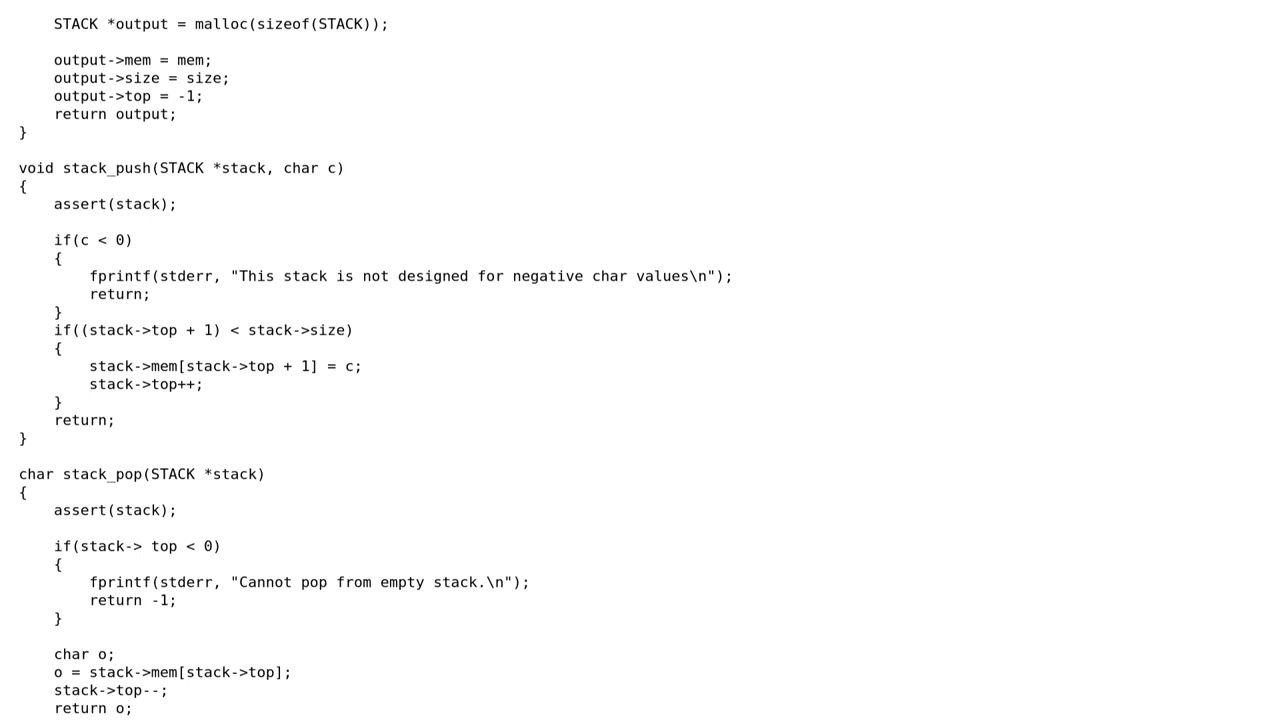 STACK *output = malloc(sizeof(STACK));

    output->mem = mem;
    output->size = size;
    output->top = -1;
    return output;
}

void stack_push(STACK *stack, char c)
{
    assert(stack);

    if(c < 0)
    {
        fprintf(stderr, "This stack is not designed for negative char values\n");
        return;
    }
    if((stack->top + 1) < stack->size)
    {
        stack->mem[stack->top + 1] = c;
        stack->top++;
    }
    return;
}

char stack_pop(STACK *stack)
{
    assert(stack);

    if(stack-> top < 0)
    {
        fprintf(stderr, "Cannot pop from empty stack.\n");
        return -1;
    }

    char o;
    o = stack->mem[stack->top];
    stack->top--;
    return o;